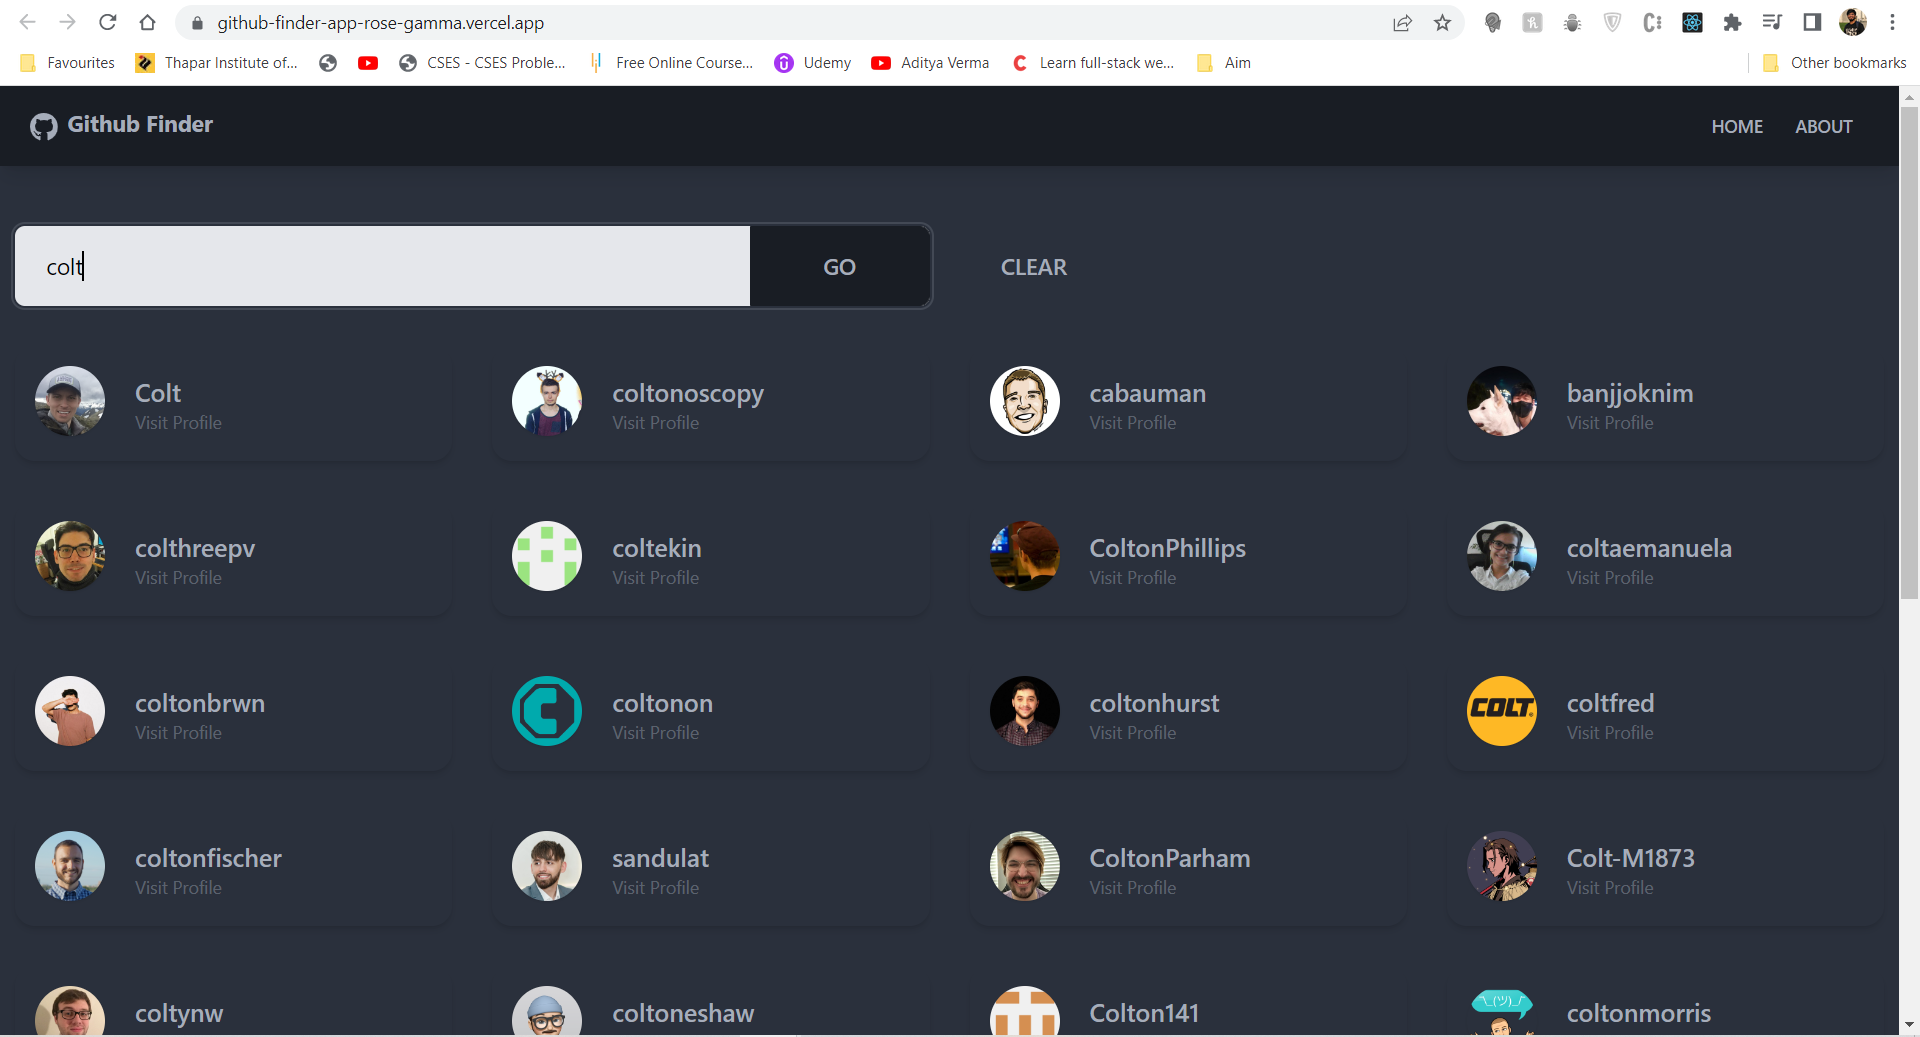 github-finder-app-rose-gamma.vercel.app
Favourites Thapar Institute of... CSES - CSES Proble... Free Online Course... Udemy Aditya Verma Learn full-stack we... Aim Other bookmarks
Github Finder HOME ABOUT
colt GO CLEAR
Colt coltonoscopy cabauman banjjoknim
Visit Profile Visit Profile Visit Profile Visit Profile
colthreepv coltekin ColtonPhillips coltaemanuela
Visit Profile Visit Profile Visit Profile Visit Profile
coltonbrwn coltonon coltonhurst COLT coltfred
Visit Profile Visit Profile Visit Profile Visit Profile
coltonfischer sandulat ColtonParham Colt-M1873
Visit Profile Visit Profile Visit Profile Visit Profile
coltynw coltoneshaw Colton141 ¯\_(ツ)_/¯ coltonmorris